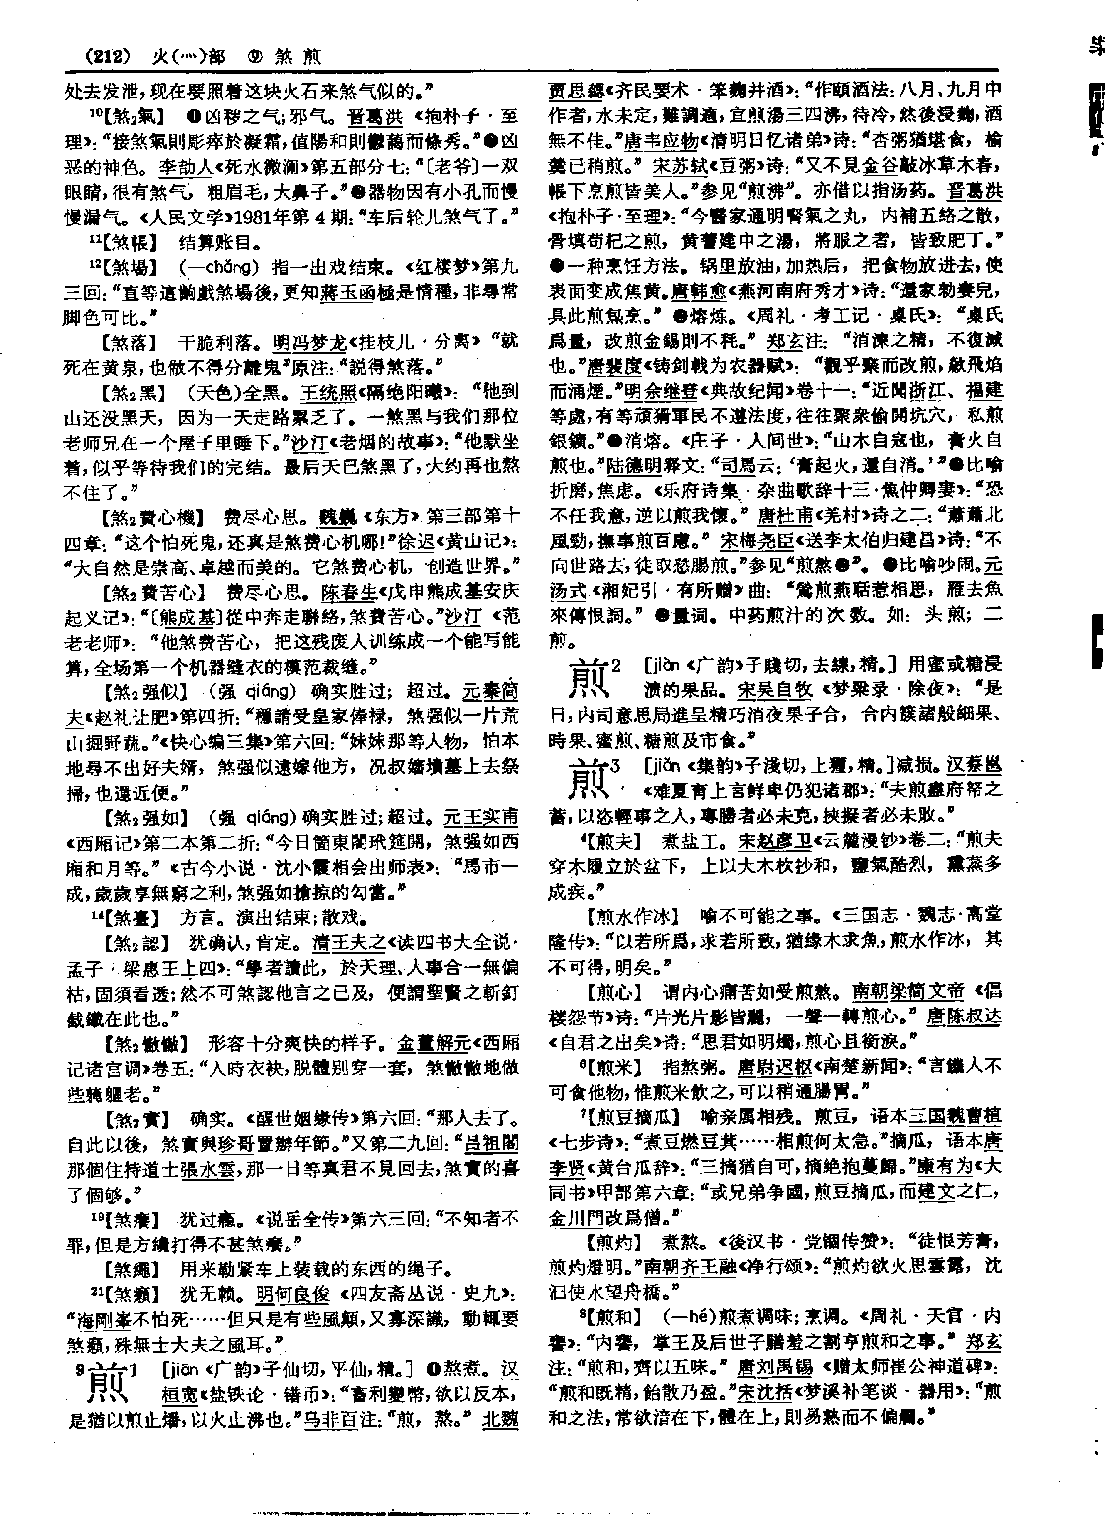 (212) 火(灬)部 ⑨ 煞 煎
处去发泄,现在要照着这块火石来煞气似的。”
10【煞2氣】 ❶凶秽之气;邪气。晋葛洪《抱朴子·至
理》:“接煞氣則彫瘁於凝霜,值陽和則鬱藹而條秀。”❷凶
恶的神色。李劼人《死水微澜》第五部分七:“〔老爷〕一双
眼睛,很有煞气,粗眉毛,大鼻子。”❸器物因有小孔而慢
慢漏气。《人民文学》1981年第4期:“车后轮儿煞气了。”
11【煞帳】 结算账目。
12【煞場】 (—chǎng) 指一出戏结束。《红楼梦》第九
三回:“直等這齣戲煞場後,更知蔣玉函極是情種,非尋常
脚色可比。”
【煞落】 干脆利落。明冯梦龙《挂枝儿·分离》“就
死在黄泉,也做不得分離鬼”原注:“説得煞落。”
【煞2黑】 (天色)全黑。王统照《隔绝阳曦》:“他到
山还没黑天,因为一天走路累乏了。一煞黑与我们那位
老师兄在一个屋子里睡下。”沙汀《老烟的故事》:“他默坐
着,似乎等待我们的完结。最后天已煞黑了,大约再也熬
不住了。”
【煞2費心機】 费尽心思。魏巍《东方》第三部第十
四章:“这个怕死鬼,还真是煞费心机哪!”徐迟《黄山记》:
“大自然是崇高、卓越而美的。它煞费心机,创造世界。”
【煞2費苦心】 费尽心思。陈春生《戊申熊成基安庆
起义记》:“〔熊成基〕從中奔走聯絡,煞費苦心。”沙汀《范
老老师》:“他煞费苦心,把这残废人训练成一个能写能
算,全场第一个机器缝衣的模范裁缝。”
【煞2强似】 (强 qiáng) 确实胜过;超过。元秦简
夫《赵礼让肥》第四折:“穩請受皇家俸禄,煞强似一片荒
山掘野蔬。”《快心编三集》第六回:“妹妹那等人物,怕本
地尋不出好夫婿,煞强似遠嫁他方,况叔嬸墳墓上去祭
掃,也還近便。”
【煞2强如】 (强 qiáng)确实胜过;超过。元王实甫
《西厢记》第二本第二折:“今日箇東閣玳筵開,煞强如西
廂和月等。”《古今小说·沈小霞相会出师表》:“馬市一
成,歲歲享無窮之利,煞强如搶掠的勾當。”
14【煞臺】 方言。演出结束;散戏。
【煞2認】 犹确认,肯定。清王夫之《读四书大全说·
孟子·梁惠王上四》:“學者讀此,於天理、人事合一無偏
枯,固須看透;然不可煞認他言之已及,便謂聖賢之斬釘
截鐵在此也。”
【煞2憿憿】 形容十分爽快的样子。金董解元《西厢
记诸宫调》卷五:“人時衣袂,脱體别穿一套,煞憿憿地做
些軈軀老。”
【煞2實】 确实。《醒世姻缘传》第六回:“那人去了。
自此以後,煞實與珍哥置辦年節。”又第二九回:“吕祖閣
那個住持道士張水雲,那一日等真君不見回去,煞實的喜
了個够。”
19【煞癮】 犹过瘾。《说岳全传》第六三回:“不知者不
罪,但是方纔打得不甚煞癮。”
【煞繩】 用来勒紧车上装载的东西的绳子。
21【煞癩】 犹无赖。明何良俊《四友斋丛说·史九》:
“海剛峯不怕死……但只是有些風顛,又寡深識,動輒要
煞癩,殊無士大夫之風耳。”
9煎1 [jiān《广韵》子仙切,平仙,精。] ❶熬煮。汉
桓宽《盐铁论·错币》:“畜利變幣,欲以反本,
是猶以煎止燔,以火止沸也。”马非百注:“煎,熬。”北魏
贾思勰《齐民要术·笨麴并酒》:“作頤酒法:八月、九月中
作者,水未定,難調適,宜煎湯三四沸,待冷,然後浸麴,酒
無不佳。”唐韦应物《清明日忆诸弟》诗:“杏粥猶堪食,榆
羹已稍煎。”宋苏轼《豆粥》诗:“又不見金谷敲冰草木春,
帳下烹煎皆美人。”参见“煎沸”。亦借以指汤药。晋葛洪
《抱朴子·至理》:“今醫家通明腎氣之丸,内補五絡之散,
骨填苟杞之煎,黄蓍建中之湯,將服之者,皆致肥丁。”
❷一种烹饪方法。锅里放油,加热后,把食物放进去,使
表面变成焦黄。唐韩愈《燕河南府秀才》诗:“還家勑妻兒,
具此煎炰烹。”❸熔炼。《周礼·考工记·㮚氏》:“㮚氏
爲量,改煎金錫則不秏。”郑玄注:“消湅之精,不復減
也。”唐裴度《铸剑戟为农器赋》:“觀乎聚而改煎,歘飛焰
而涌煙。”明余继登《典故纪闻》卷十一:“近聞浙江、福建
等處,有等頑猾軍民不遵法度,往往聚衆偷開坑穴,私煎
銀鑛。”❹消熔。《庄子·人间世》:“山木自寇也,膏火自
煎也。”陆德明释文:“司馬云:‘膏起火,還自消。’”❺比喻
折磨,焦虑。《乐府诗集·杂曲歌辞十三·焦仲卿妻》:“恐
不任我意,逆以煎我懷。”唐杜甫《羌村》诗之二:“蕭蕭北
風勁,撫事煎百慮。”宋梅尧臣《送李太伯归建昌》诗:“不
向世路去,徒取愁腸煎。”参见“煎熬❷”。❻比喻吵闹。元
汤式《湘妃引·有所赠》曲:“鶯煎燕聒惹相思,雁去魚
來傳恨詞。”❼量词。中药煎汁的次数。如:头煎;二
煎。
煎2 [jiàn《广韵》子賤切,去線,精。] 用蜜或糖浸
渍的果品。宋吴自牧《梦粱录·除夜》:“是
日,内司意思局進呈精巧消夜果子合,合内簇諸般細果、
時果、蜜煎、糖煎及市食。”
煎3 [jiǎn《集韵》子淺切,上獮,精。]减损。汉蔡邕
《难夏育上言鲜卑仍犯诸郡》:“夫煎盡府帑之
蓄,以恣輕事之人,專勝者必未克,挾疑者必未敗。”
4【煎夫】 煮盐工。宋赵彦卫《云麓漫钞》卷二:“煎夫
穿木履立於盆下,上以大木杴抄和,鹽氣酷烈,薰蒸多
成疾。”
【煎水作冰】 喻不可能之事。《三国志·魏志·高堂
隆传》:“以若所爲,求若所致,猶緣木求魚,煎水作冰,其
不可得,明矣。”
【煎心】 谓内心痛苦如受煎熬。南朝梁简文帝《倡
楼怨节》诗:“片光片影皆麗,一聲一轉煎心。”唐陈叔达
《自君之出矣》诗:“思君如明燭,煎心且銜淚。”
6【煎米】 指熬粥。唐尉迟枢《南楚新闻》:“言饑人不
可食他物,惟煎米飲之,可以稍通腸胃。”
7【煎豆摘瓜】 喻亲属相残。煎豆,语本三国魏曹植
《七步诗》:“煮豆燃豆萁……相煎何太急。”摘瓜,语本唐
李贤《黄台瓜辞》:“三摘猶自可,摘絶抱蔓歸。”康有为《大
同书》甲部第六章:“或兄弟争國,煎豆摘瓜,而建文之仁,
金川門改爲僧。”
【煎灼】 煮熬。《後汉书·党锢传赞》:“徒恨芳膏,
煎灼燈明。”南朝齐王融《净行颂》:“煎灼欲火思雲露,沈
汩使水望舟橋。”
8【煎和】 (—hé)煎煮调味;烹调。《周礼·天官·内
饔》:“内饔,掌王及后世子膳羞之割亨煎和之事。”郑玄
注:“煎和,齊以五味。”唐刘禹锡《赠太师崔公神道碑》:
“煎和既精,飴散乃盈。”宋沈括《梦溪补笔谈·器用》:“煎
和之法,常欲涪在下,體在上,則易熟而不偏爛。”